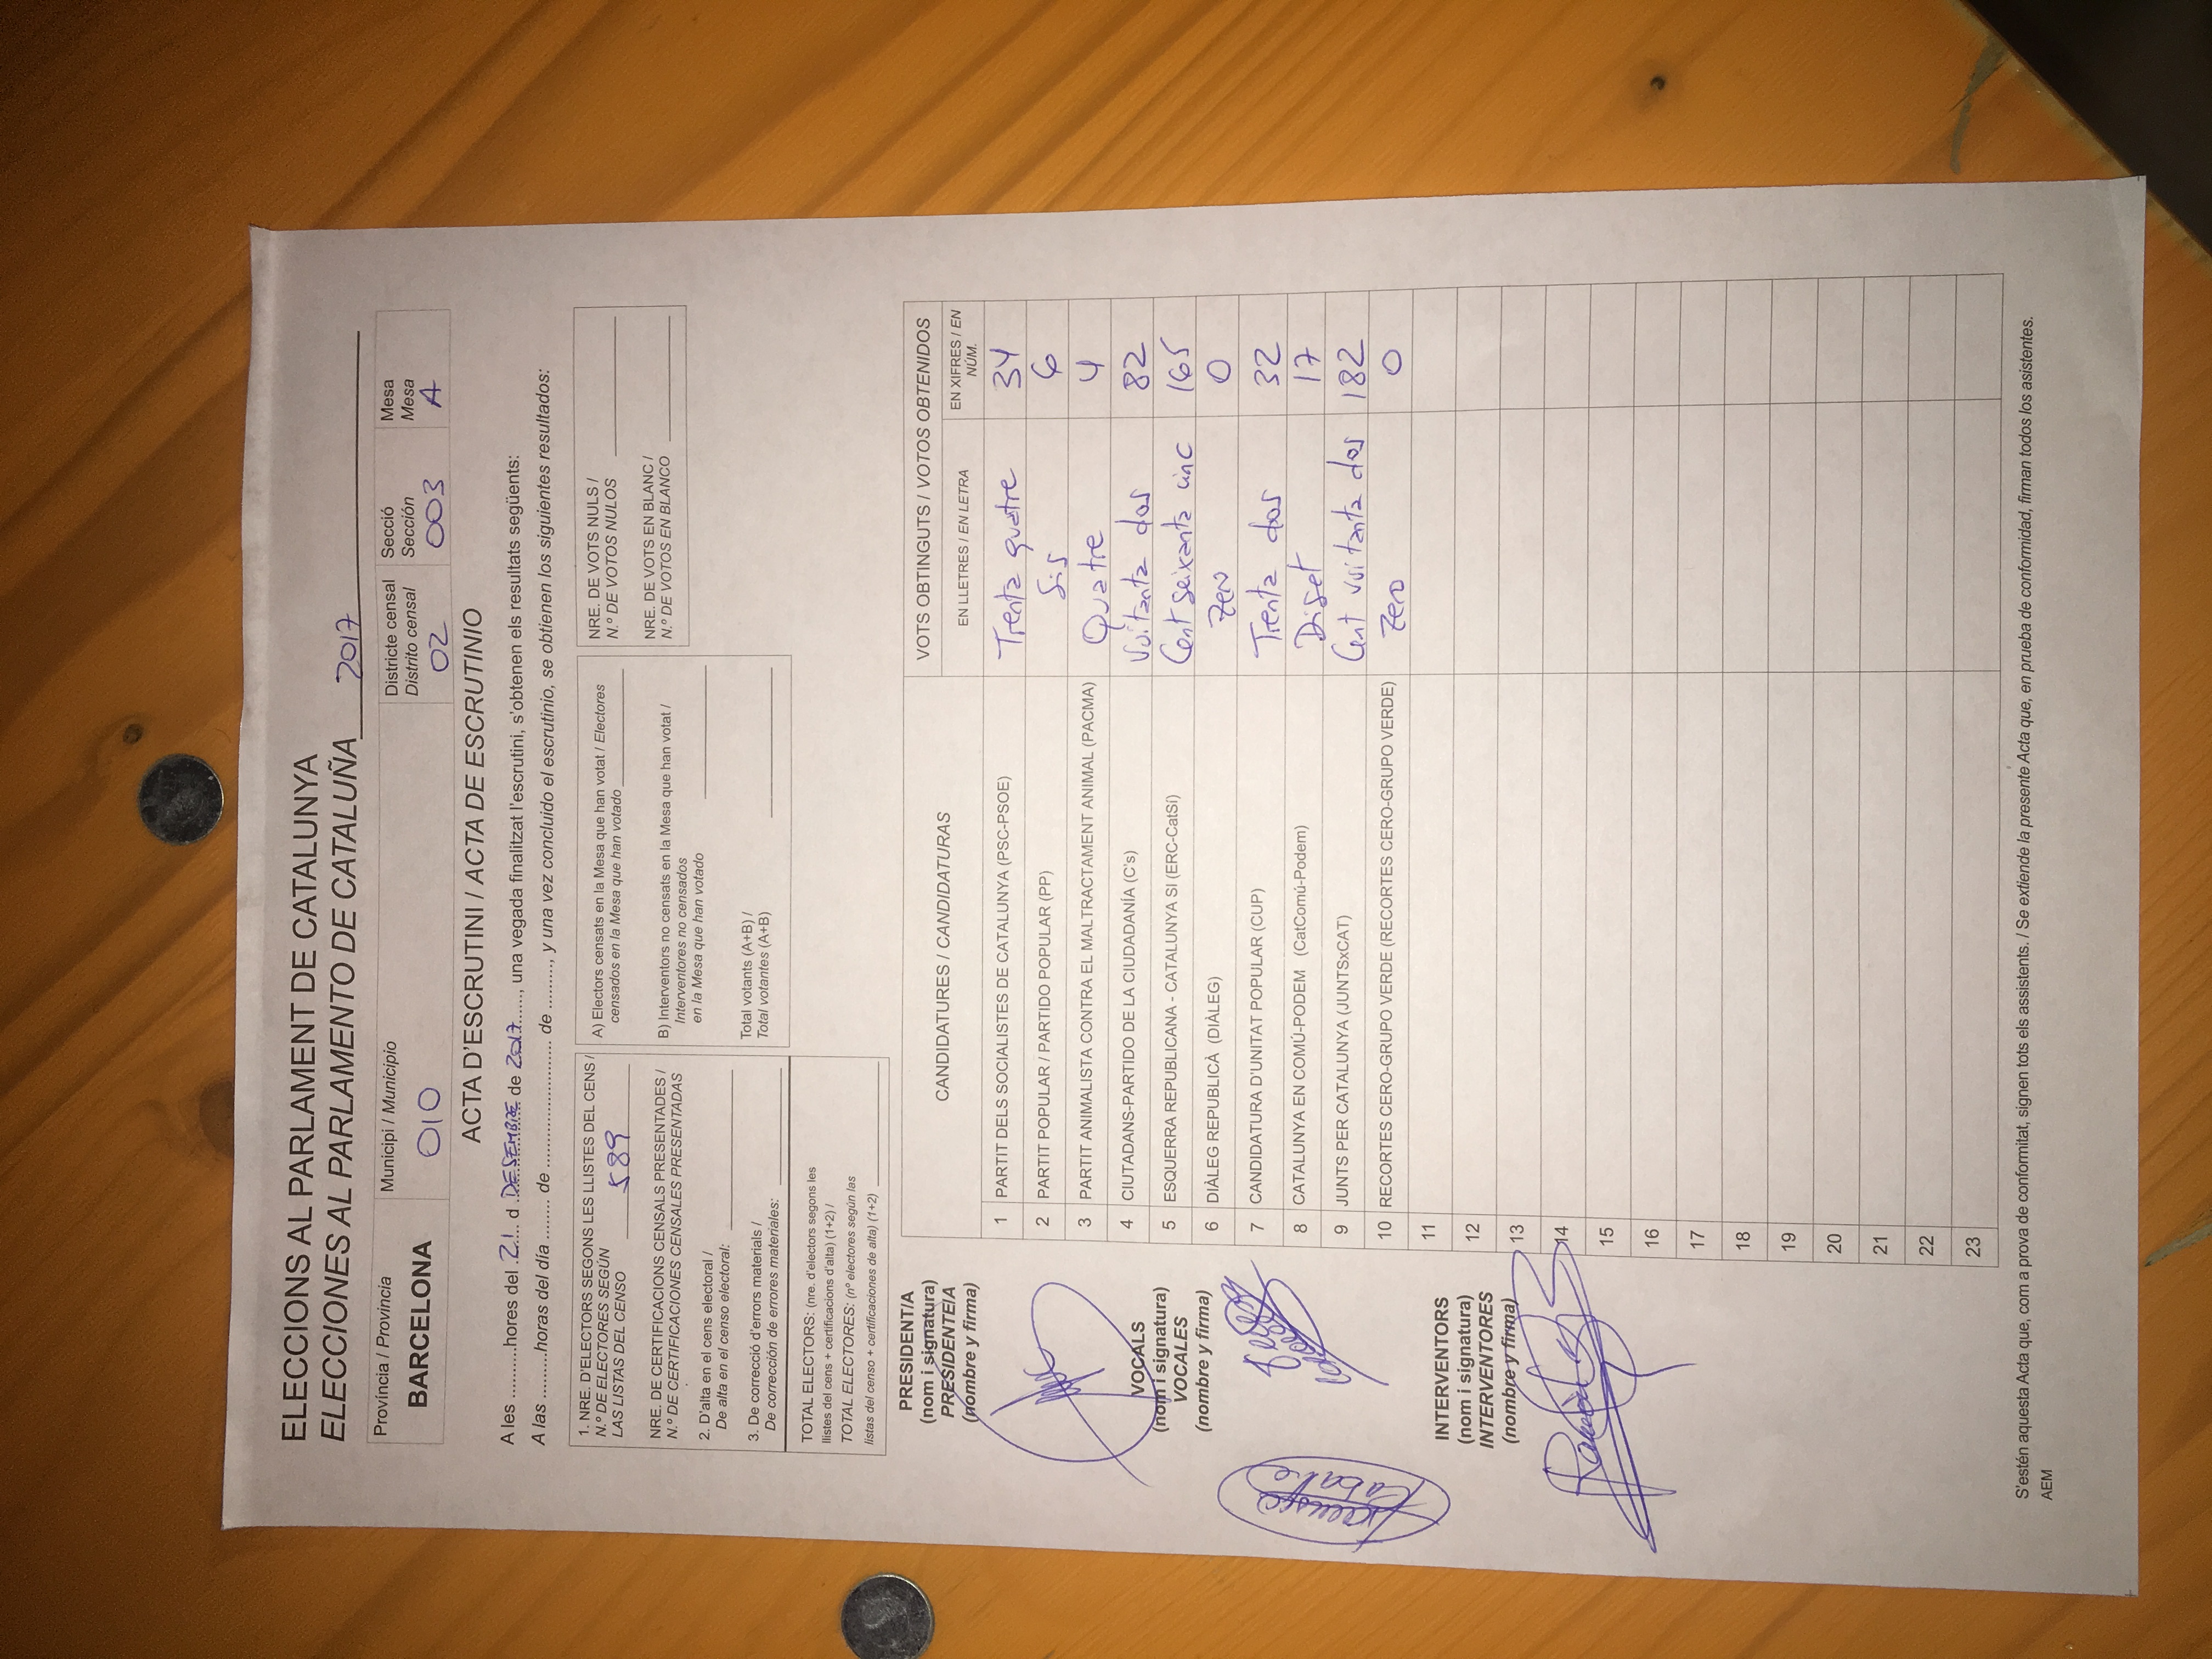 ELECCIONS AL PARLAMENT DE CATALUNYA
ELECCIONES AL PARLAMENTO DE CATALUÑA 2017
Província / Provincia
BARCELONA
Municipi / Municipio
010
Districte censal
Distrito censal
02
Secció
Sección
003
Mesa
Mesa
A
ACTA D'ESCRUTINI / ACTA DE ESCRUTINIO
A les ..........hores del .21... d .DESEMBRE de 2017......, una vegada finalitzat l'escrutini, s'obtenen els resultats següents:
A las ..........horas del día ......... de ............................ de .........., y una vez concluido el escrutinio, se obtienen los siguientes resultados:
1. NRE. D'ELECTORS SEGONS LES LLISTES DEL CENS /
N.º DE ELECTORES SEGÚN
LAS LISTAS DEL CENSO 589
NRE. DE CERTIFICACIONS CENSALS PRESENTADES /
N.º DE CERTIFICACIONES CENSALES PRESENTADAS
2. D'alta en el cens electoral /
De alta en el censo electoral:
3. De correcció d'errors materials /
De corrección de errores materiales:
TOTAL ELECTORS: (nre. d'electors segons les
llistes del cens + certificacions d'alta) (1+2) /
TOTAL ELECTORES: (nº electores según las
listas del censo + certificaciones de alta) (1+2)
A) Electors censats en la Mesa que han votat / Electores
censados en la Mesa que han votado
B) Interventors no censats en la Mesa que han votat /
Interventores no censados
en la Mesa que han votado
Total votants (A+B) /
Total votantes (A+B)
NRE. DE VOTS NULS /
N.º DE VOTOS NULOS
NRE. DE VOTS EN BLANC /
N.º DE VOTOS EN BLANCO
PRESIDENT/A
(nom i signatura)
PRESIDENTE/A
(nombre y firma)
VOCALS
(nom i signatura)
VOCALES
(nombre y firma)
INTERVENTORS
(nom i signatura)
INTERVENTORES
(nombre y firma)
CANDIDATURES / CANDIDATURAS
VOTS OBTINGUTS / VOTOS OBTENIDOS
EN LLETRES / EN LETRA
EN XIFRES / EN
NÚM.
1 PARTIT DELS SOCIALISTES DE CATALUNYA (PSC-PSOE) Trenta quatre 34
2 PARTIT POPULAR / PARTIDO POPULAR (PP) Sis 6
3 PARTIT ANIMALISTA CONTRA EL MALTRACTAMENT ANIMAL (PACMA) Quatre 4
4 CIUTADANS-PARTIDO DE LA CIUDADANÍA (C's) Vuitanta dos 82
5 ESQUERRA REPUBLICANA - CATALUNYA SI (ERC-CatSí) Cent seixanta cinc 165
6 DIÀLEG REPUBLICÀ (DIÀLEG) Zero 0
7 CANDIDATURA D'UNITAT POPULAR (CUP) Trenta dos 32
8 CATALUNYA EN COMÚ-PODEM (CatComú-Podem) Disset 17
9 JUNTS PER CATALUNYA (JUNTSxCAT) Cent vuitanta dos 182
10 RECORTES CERO-GRUPO VERDE (RECORTES CERO-GRUPO VERDE) Zero 0
11
12
13
14
15
16
17
18
19
20
21
22
23
S'estén aquesta Acta que, com a prova de conformitat, signen tots els assistents. / Se extiende la presente Acta que, en prueba de conformidad, firman todos los asistentes.
AEM